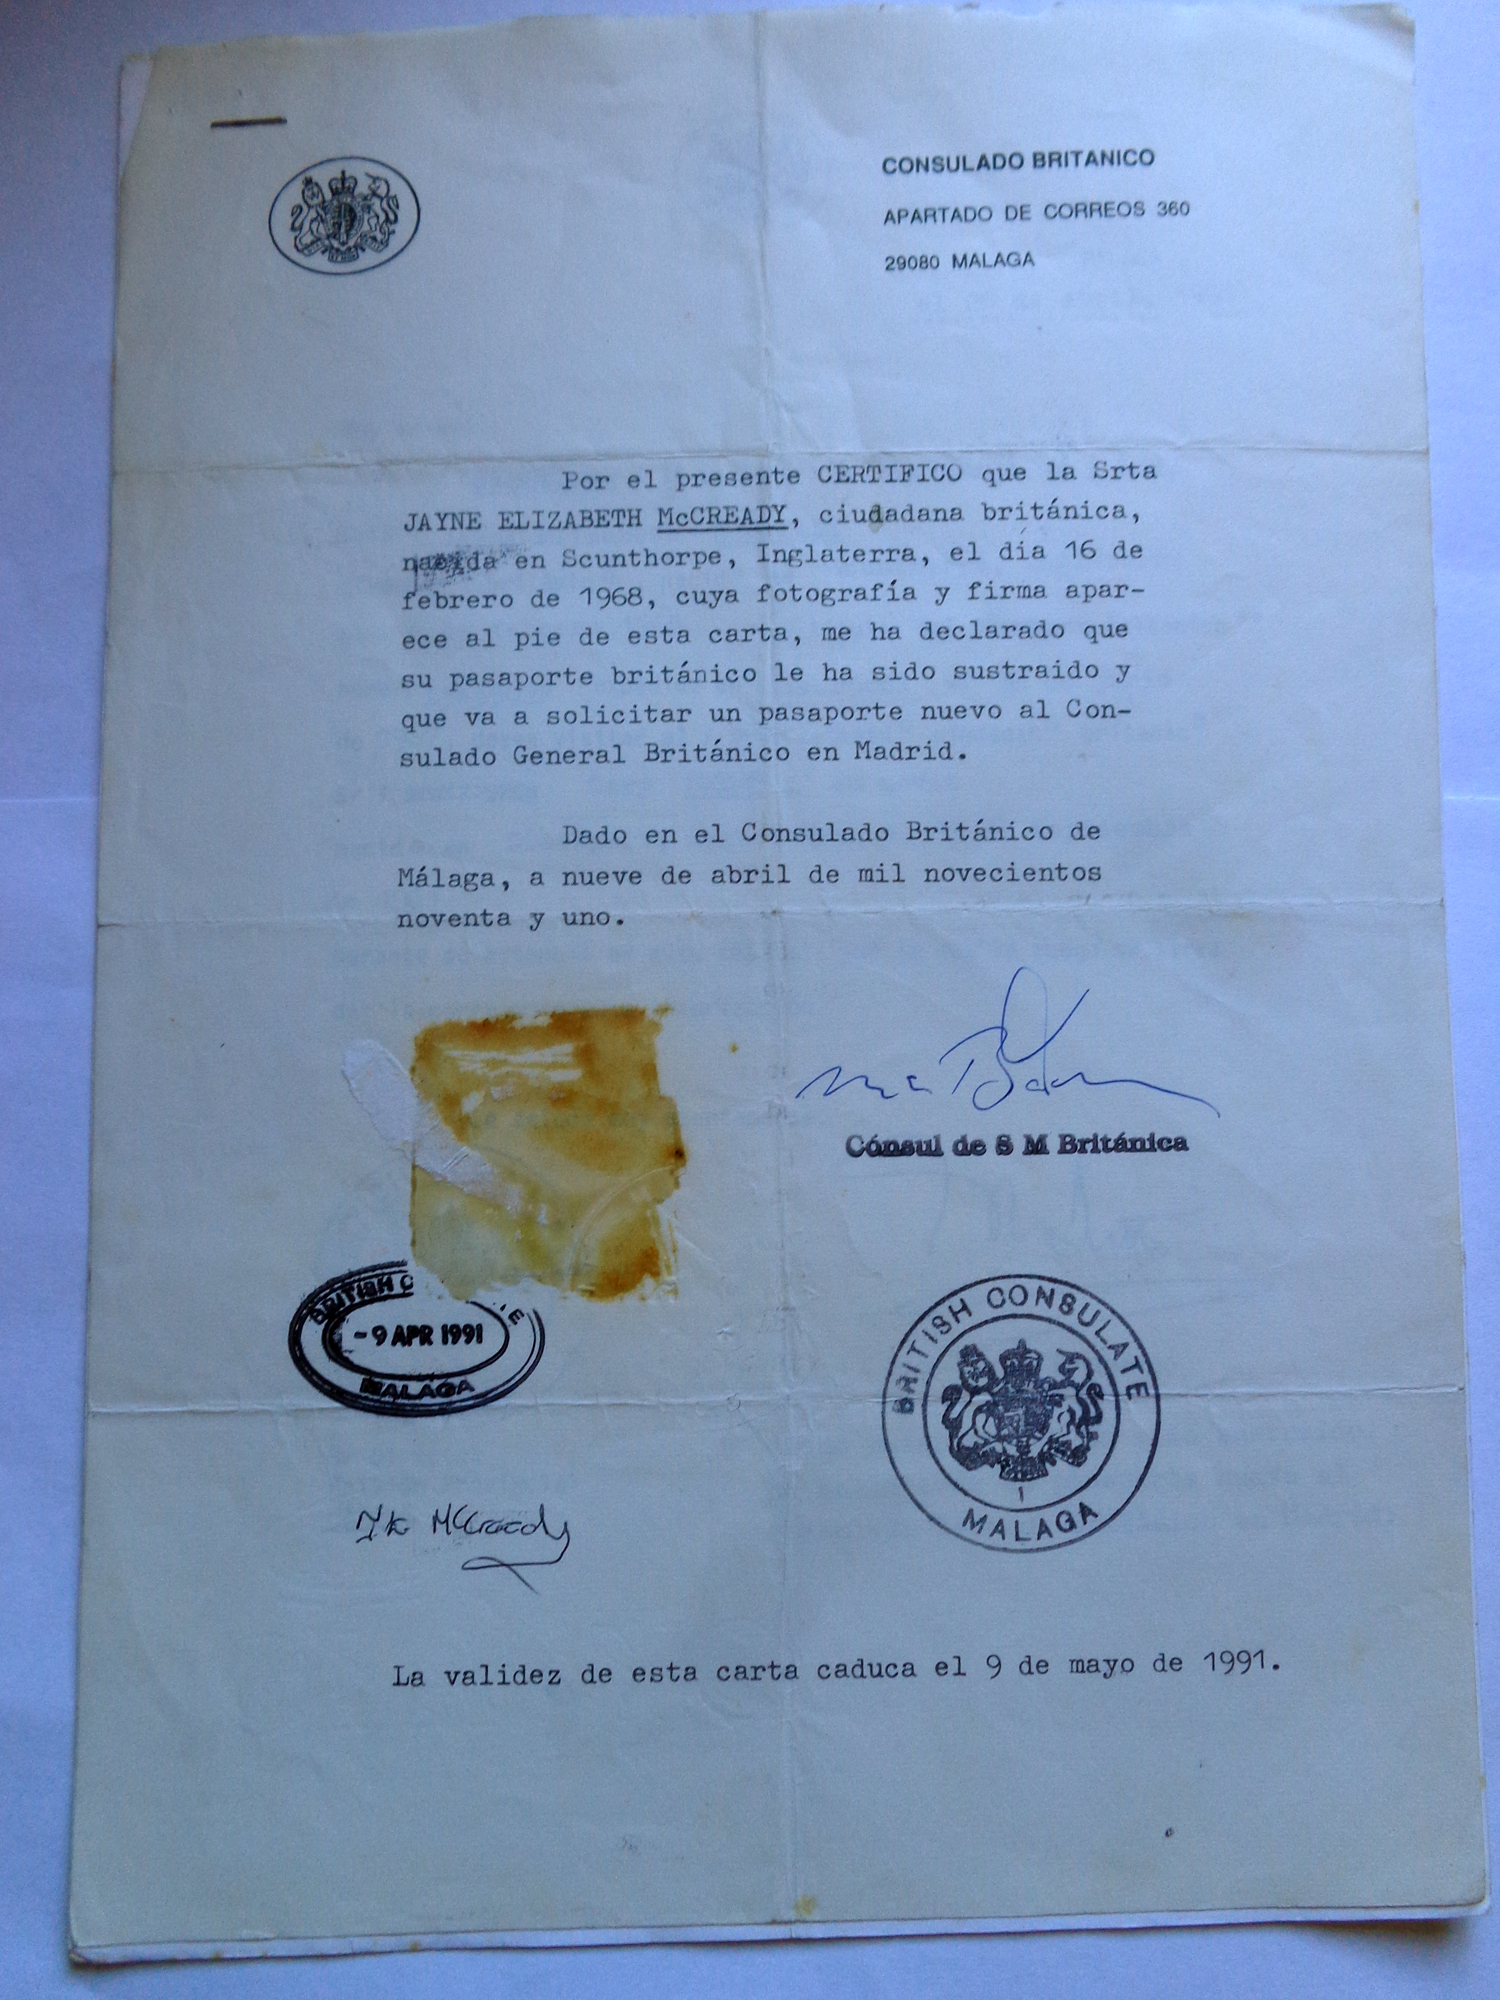 CONSULADO BRITANICO
APARTADO DE CORREOS 360
29080 MALAGA
Por el presente CERTIFICO que la Srta
JAYNE ELIZABETH McCREADY, ciudadana británica,
nacida en Scunthorpe, Inglaterra, el día 16 de
febrero de 1968, cuya fotografía y firma apar-
ece al pie de esta carta, me ha declarado que
su pasaporte británico le ha sido sustraido y
que va a solicitar un pasaporte nuevo al Con-
sulado General Británico en Madrid.
Dado en el Consulado Británico de
Málaga, a nueve de abril de mil novecientos
noventa y uno.
Cónsul de S M Británica
BRITISH C
- 9 APR 1991
MALAGA
BRITISH CONSULATE
1
MALAGA
McCready
La validez de esta carta caduca el 9 de mayo de 1991.